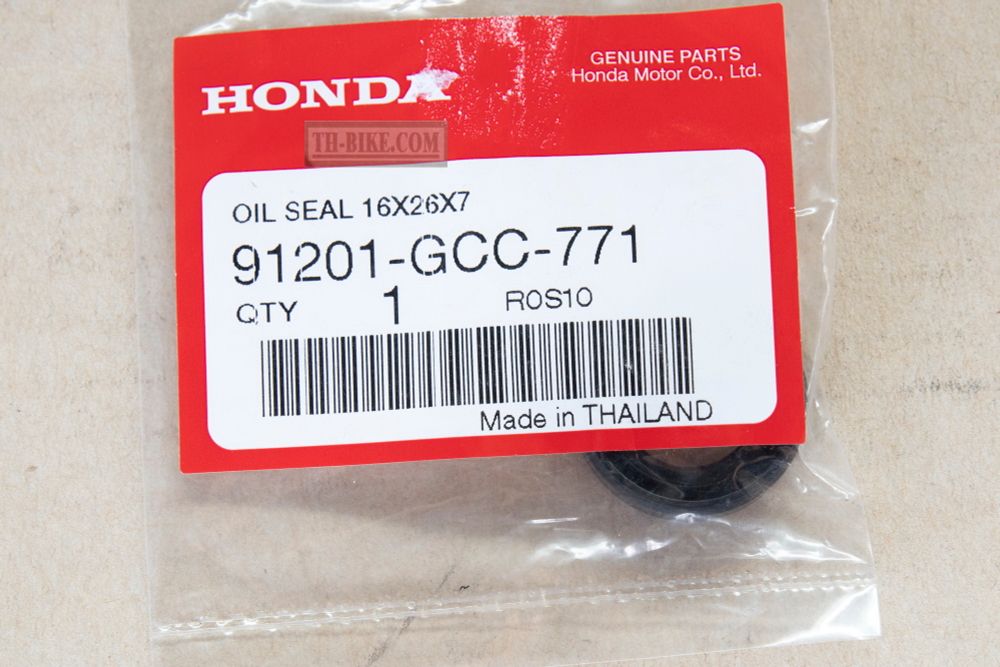 HONDA
GENUINE PARTS
Honda Motor Co., Ltd.
TH-BIKE.COM
OIL SEAL 16X26X7
91201-GCC-771
QTY 1 R0S10
Made in THAILAND